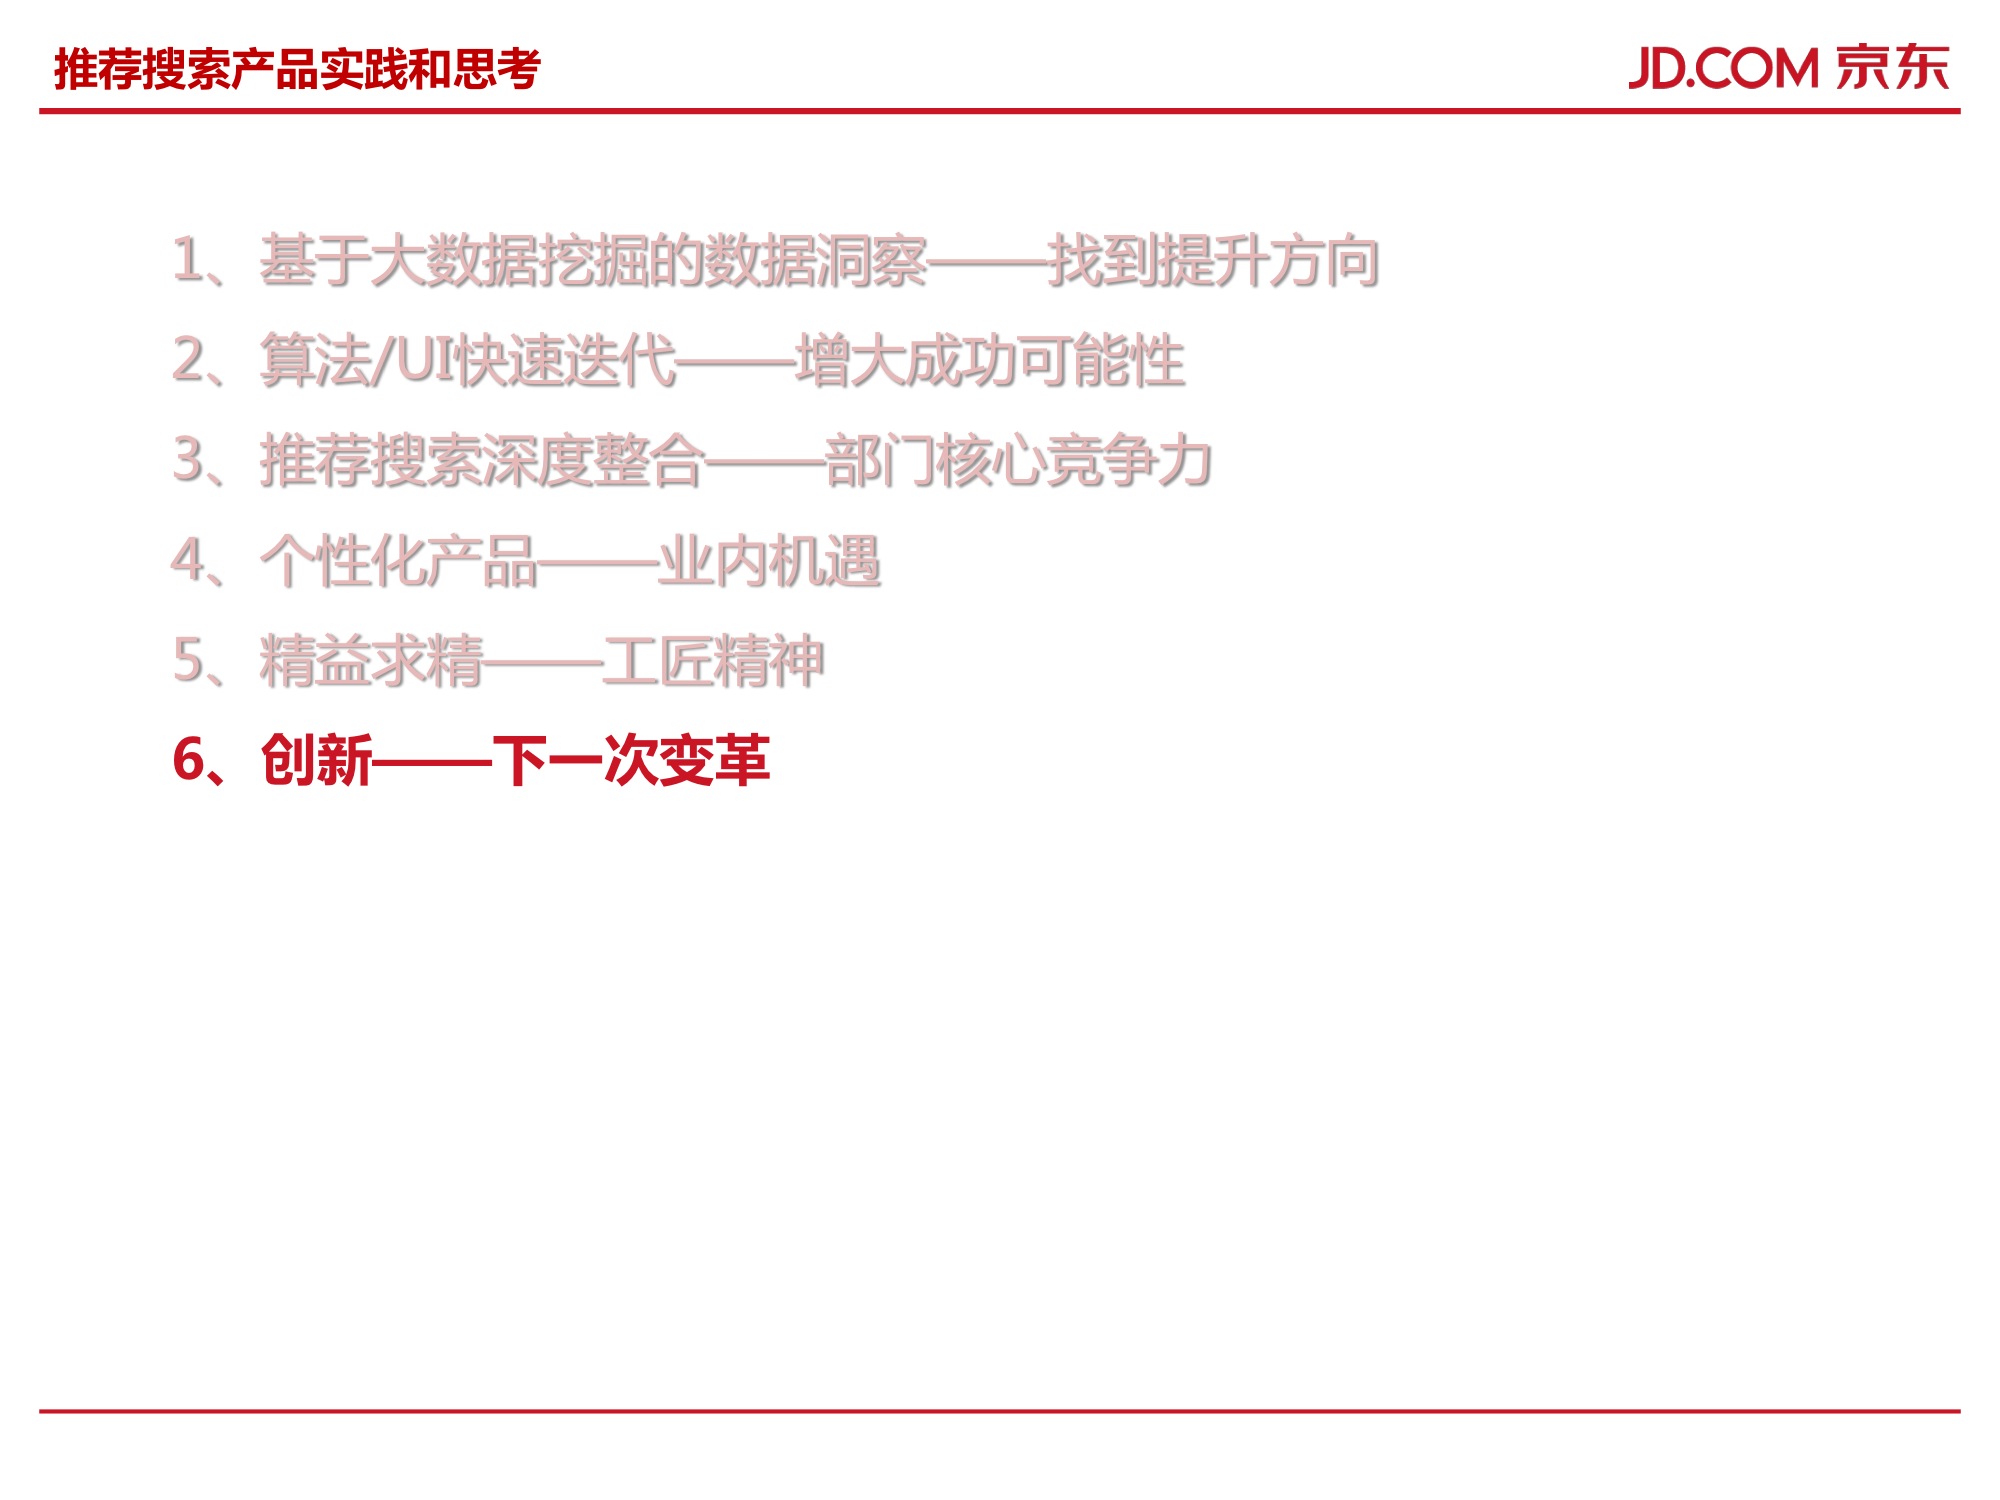 推荐搜索产品实践和思考
JD.COM 京东
1、基于大数据挖掘的数据洞察——找到提升方向
2、算法/UI快速迭代——增大成功可能性
3、推荐搜索深度整合——部门核心竞争力
4、个性化产品——业内机遇
5、精益求精——工匠精神
6、创新——下一次变革